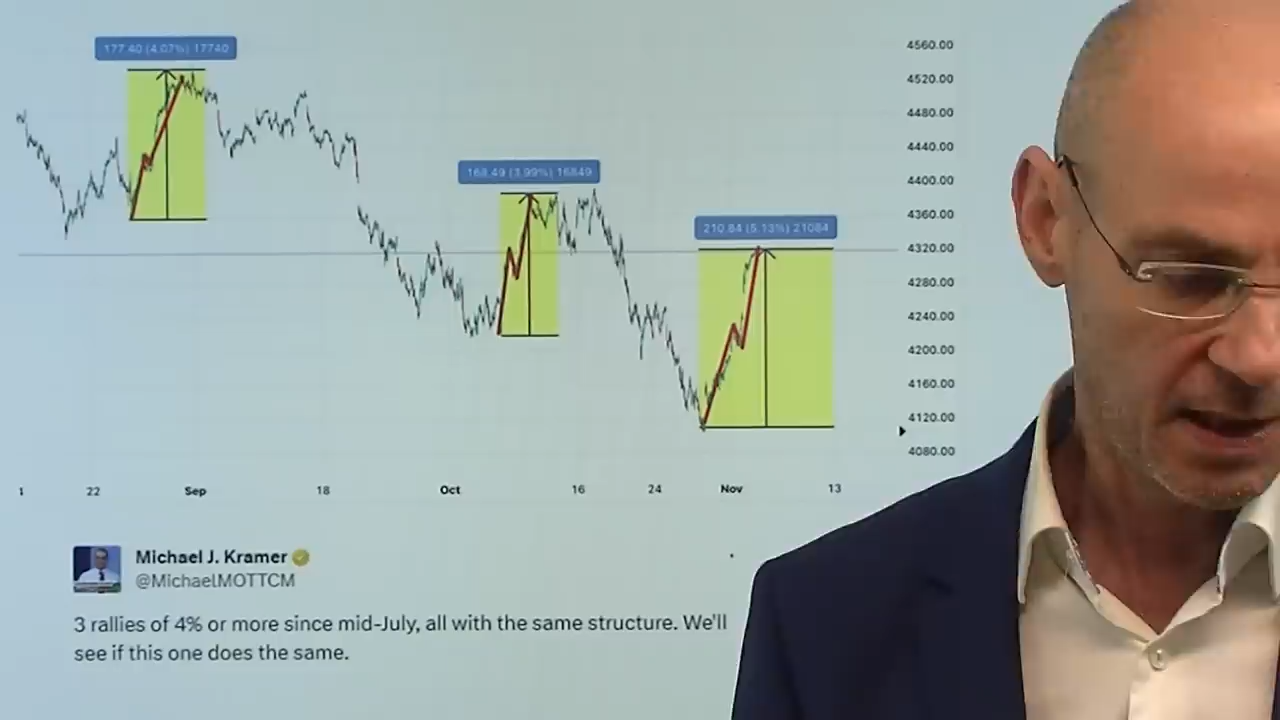 177.40 (4.07%) 17740
168.49 (3.99%) 16849
210.84 (5.13%) 21084
4560.00
4520.00
4480.00
4440.00
4400.00
4360.00
4320.00
4280.00
4240.00
4200.00
4160.00
4120.00
4080.00
1 22 Sep 18 Oct 16 24 Nov 13
Michael J. Kramer
@MichaelMOTTCM
3 rallies of 4% or more since mid-July, all with the same structure. We'll
see if this one does the same.